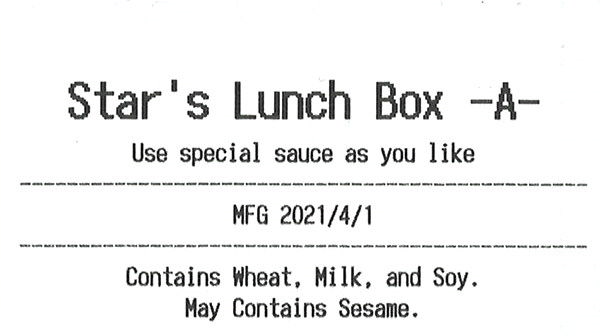 Star's Lunch Box -A-
Use special sauce as you like
MFG 2021/4/1
Contains Wheat, Milk, and Soy.
May Contains Sesame.